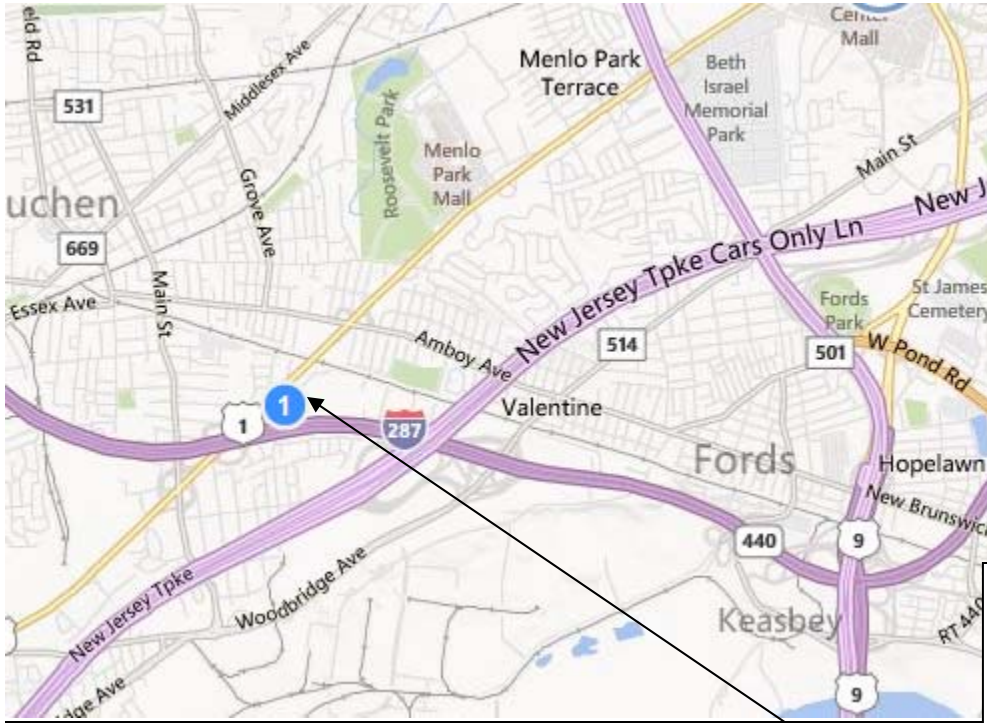 eld Rd
531
Middlesex Ave
Menlo Park
Terrace
Center
Mall
Beth
Israel
Memorial
Park
Roosevelt Park
Menlo
Park
Mall
Grove Ave
Main St
New J
uchen
669
New Jersey Tpke Cars Only Ln
Essex Ave
Main St
Fords
Park
St James
Cemetery
Amboy Ave
514
501
W Pond Rd
1
1
287
Valentine
Fords
Hopelawn
New Brunswick
440
9
New Jersey Tpke
Woodbridge Ave
Keasbey
RT 440
dge Ave
9